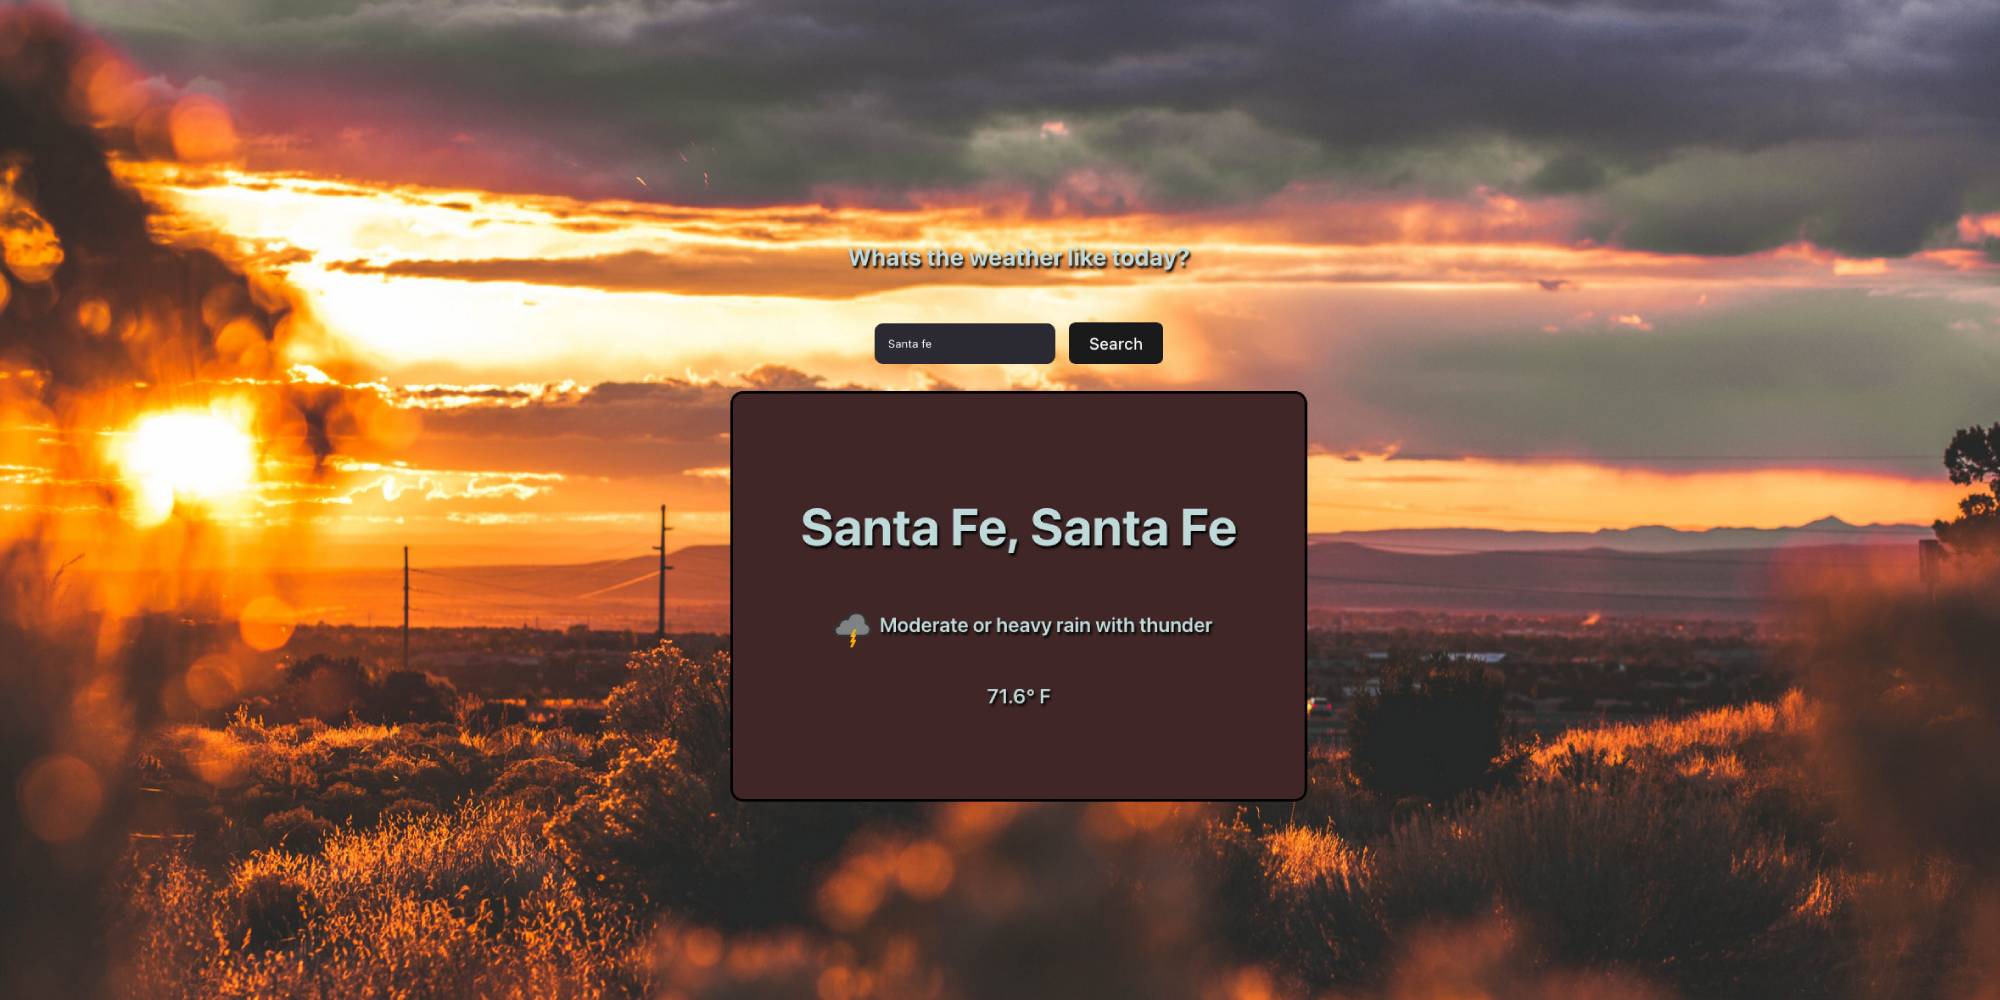 Whats the weather like today?
Santa fe
Search
Santa Fe, Santa Fe
Moderate or heavy rain with thunder
71.6° F